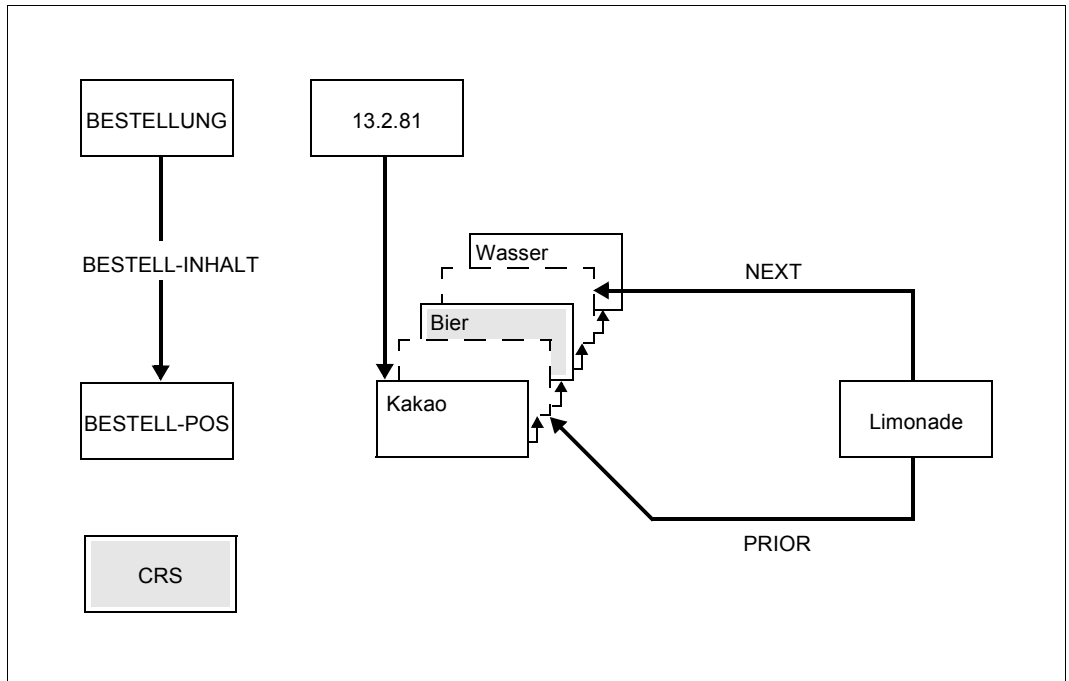 BESTELLUNG
13.2.81
BESTELL-INHALT
Wasser
NEXT
Bier
Kakao
BESTELL-POS
Limonade
PRIOR
CRS